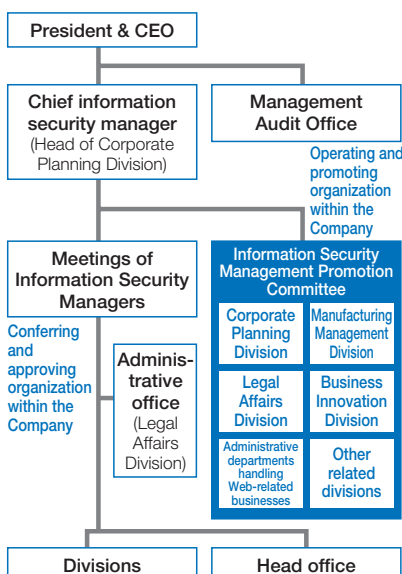 President & CEO
Chief information
security manager
(Head of Corporate
Planning Division)
Management
Audit Office
Operating and
promoting
organization
within the
Company
Meetings of
Information Security
Managers
Information Security
Management Promotion
Committee
Corporate
Planning
Division
Manufacturing
Management
Division
Legal
Affairs
Division
Business
Innovation
Division
Administrative
departments
handling
Web-related
businesses
Other
related
divisions
Conferring
and
approving
organization
within the
Company
Adminis-
trative
office
(Legal
Affairs
Division)
Divisions
Head office